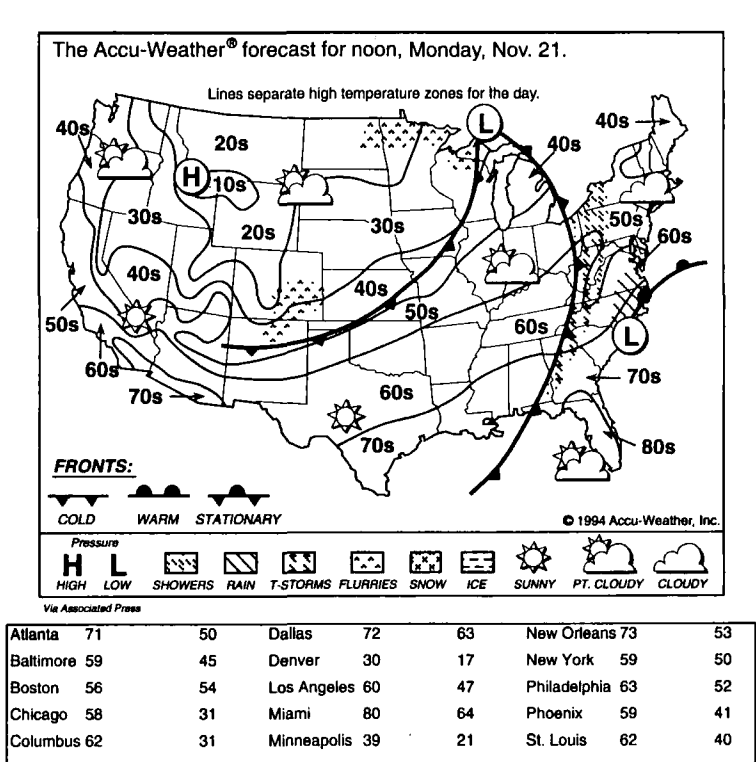 The Accu-Weather® forecast for noon, Monday, Nov. 21.
Lines separate high temperature zones for the day.
40s
20s
L
40s
40s
H
10s
30s
20s
30s
50s
60s
40s
40s
50s
50s
60s
L
60s
70s
60s
70s
70s
80s
FRONTS:
COLD WARM STATIONARY
© 1994 Accu-Weather, Inc.
Pressure
H L
HIGH LOW SHOWERS RAIN T-STORMS FLURRIES SNOW ICE SUNNY PT. CLOUDY CLOUDY
Via Associated Press
Atlanta 71 50 Dallas 72 63 New Orleans 73 53
Baltimore 59 45 Denver 30 17 New York 59 50
Boston 56 54 Los Angeles 60 47 Philadelphia 63 52
Chicago 58 31 Miami 80 64 Phoenix 59 41
Columbus 62 31 Minneapolis 39 21 St. Louis 62 40